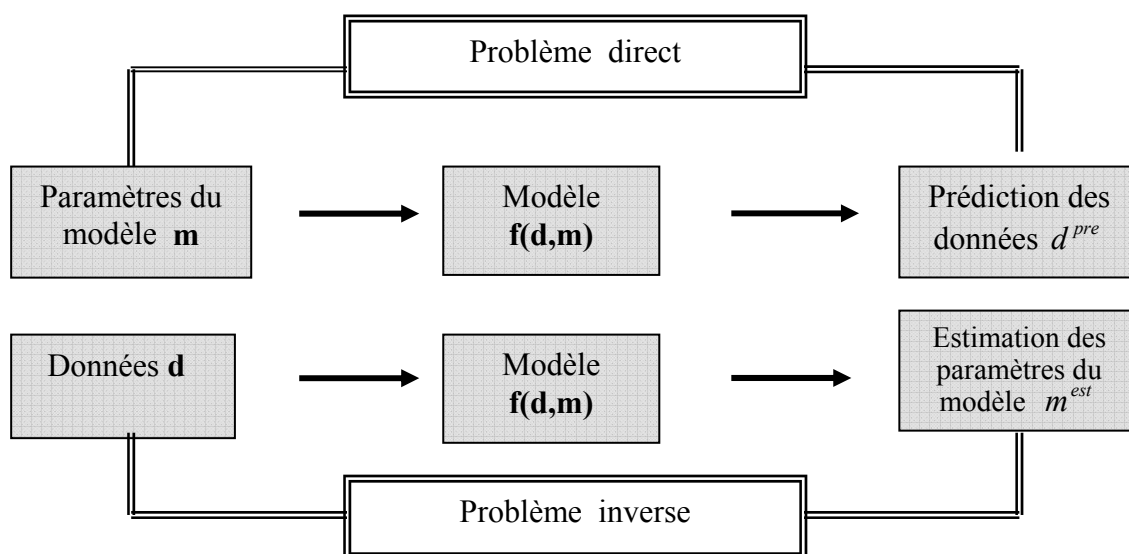 Problème direct
Paramètres du
modèle m
Modèle
f(d,m)
Prédiction des
données d^pre
Données d
Modèle
f(d,m)
Estimation des
paramètres du
modèle m^est
Problème inverse